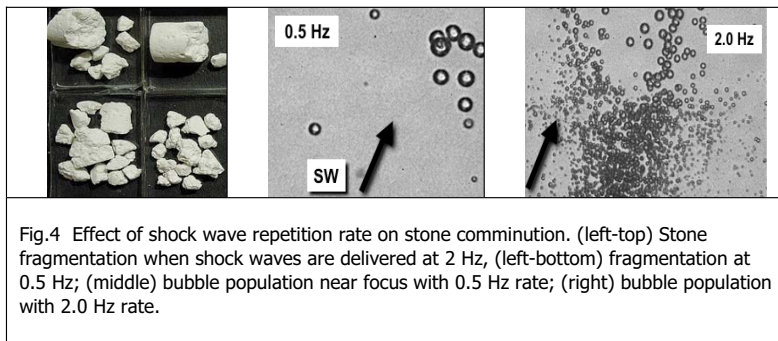 0.5 Hz
SW
2.0 Hz
Fig.4 Effect of shock wave repetition rate on stone comminution. (left-top) Stone
fragmentation when shock waves are delivered at 2 Hz, (left-bottom) fragmentation at
0.5 Hz; (middle) bubble population near focus with 0.5 Hz rate; (right) bubble population
with 2.0 Hz rate.